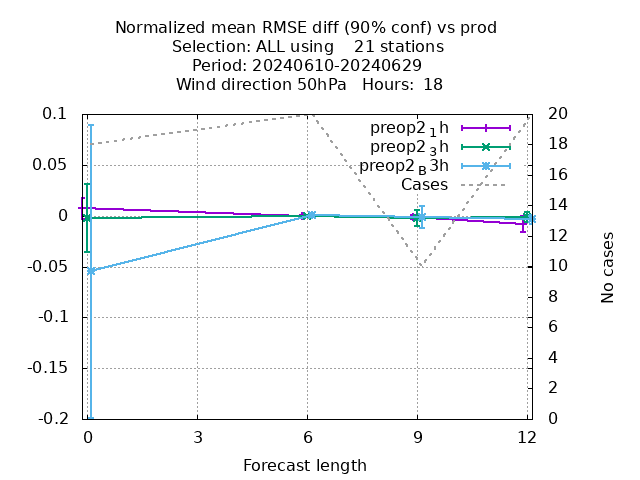 Normalized mean RMSE diff (90% conf) vs prod
Selection: ALL using    21 stations
Period: 20240610-20240629
Wind direction 50hPa   Hours:  18
preop2 1h
preop2 3h
preop2 B3h
Cases
0.1
0.05
0
-0.05
-0.1
-0.15
-0.2
20
18
16
14
12
10
8
6
4
2
0
No cases
0
3
6
9
12
Forecast length